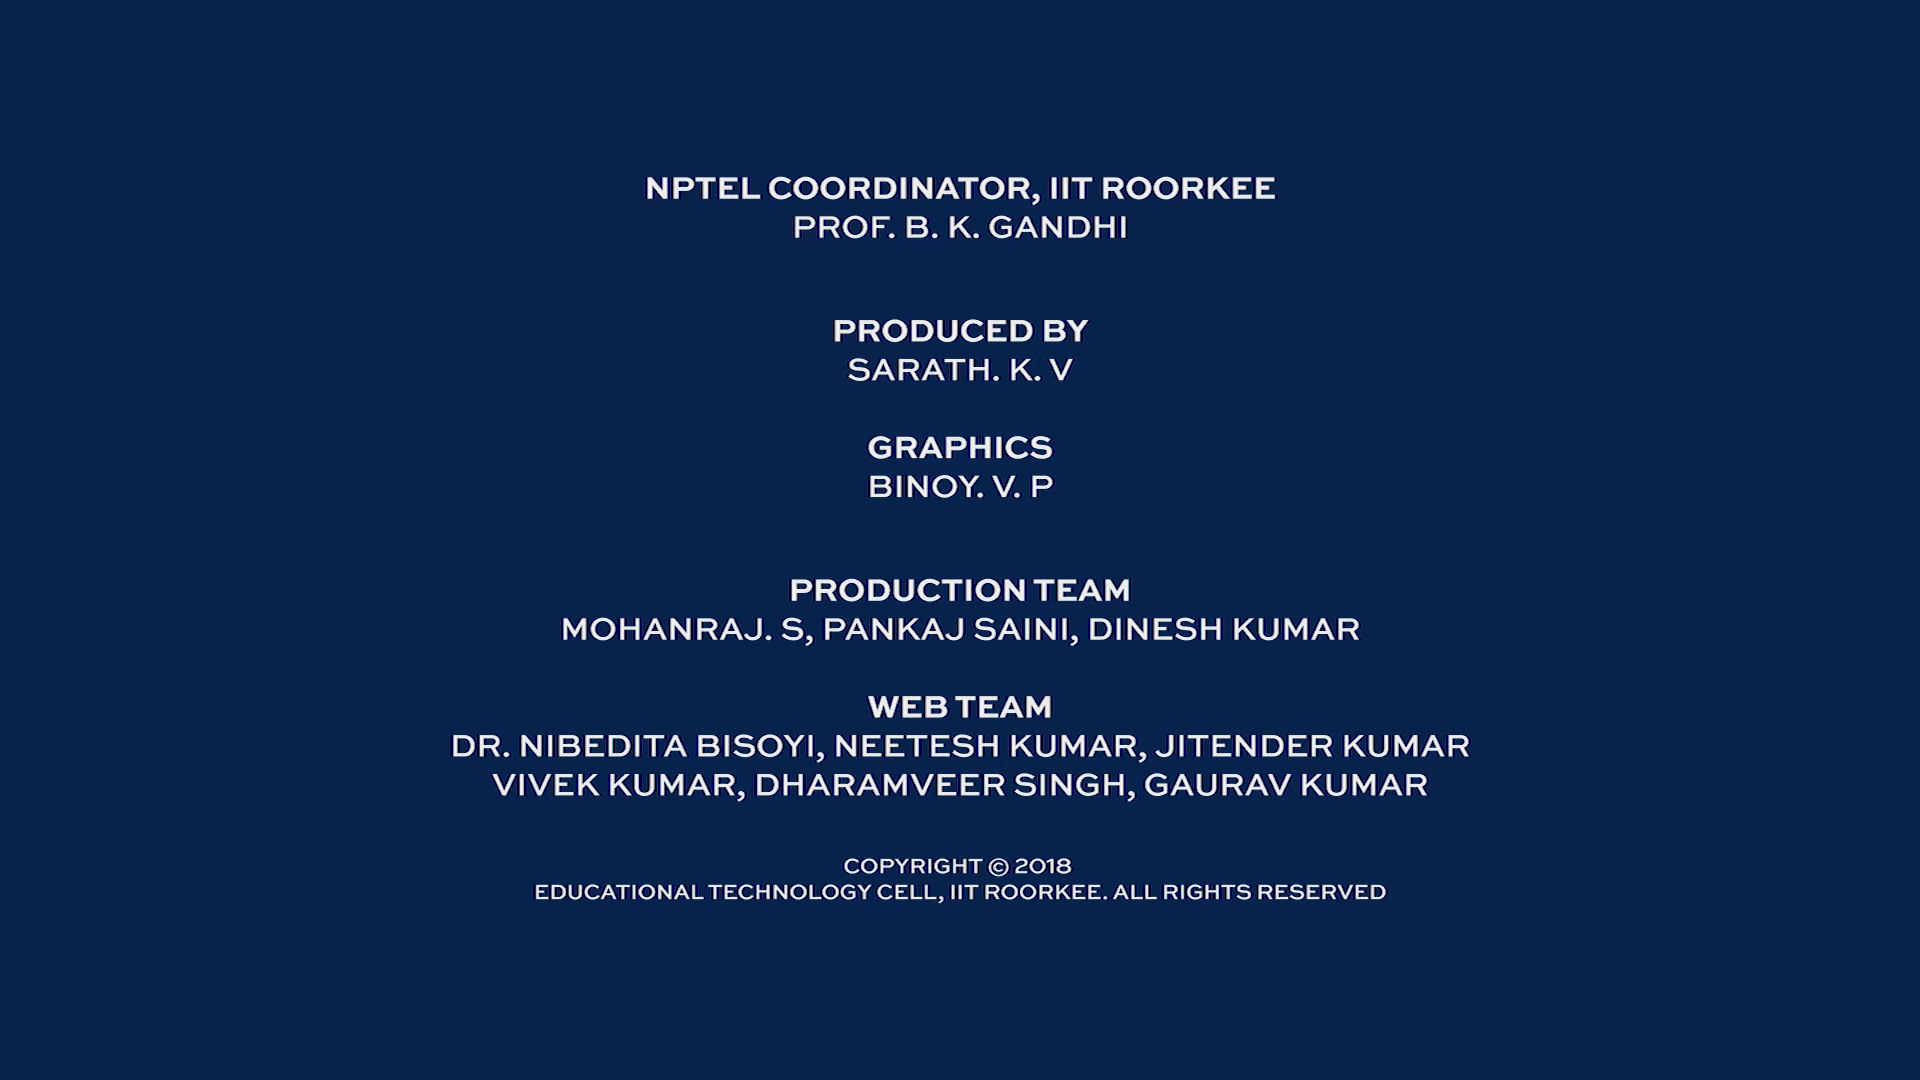 NPTEL COORDINATOR, IIT ROORKEE
PROF. B. K. GANDHI
PRODUCED BY
SARATH. K. V
GRAPHICS
BINOY. V. P
PRODUCTION TEAM
MOHANRAJ. S, PANKAJ SAINI, DINESH KUMAR
WEB TEAM
DR. NIBEDITA BISOYI, NEETESH KUMAR, JITENDER KUMAR
VIVEK KUMAR, DHARAMVEER SINGH, GAURAV KUMAR
COPYRIGHT © 2018
EDUCATIONAL TECHNOLOGY CELL, IIT ROORKEE. ALL RIGHTS RESERVED